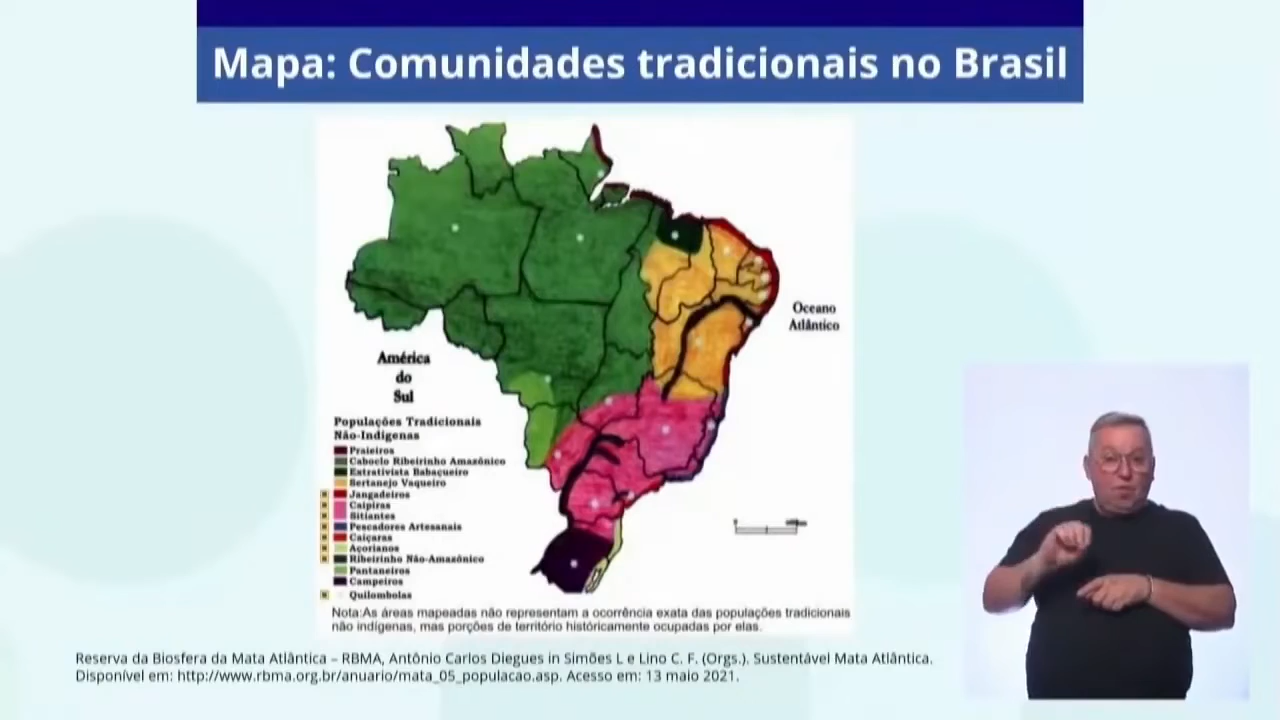 Mapa: Comunidades tradicionais no Brasil
Oceano
Atlântico
América
do
Sul
Populações Tradicionais
Não-Indígenas
Praieiros
Caboclo Ribeirinho Amazônico
Extrativista Babaçueiro
Sertanejo Vaqueiro
Jangadeiros
Caipiras
Sitiantes
Pescadores Artesanais
Caiçaras
Açorianos
Ribeirinho Não-Amazônico
Pantaneiros
Campeiros
Quilombolas
Nota:As áreas mapeadas não representam a ocorrência exata das populações tradicionais
não indígenas, mas porções de território históricamente ocupadas por elas.
Reserva da Biosfera da Mata Atlântica – RBMA, Antônio Carlos Diegues in Simões L e Lino C. F. (Orgs.). Sustentável Mata Atlântica.
Disponível em: http://www.rbma.org.br/anuario/mata_05_populacao.asp. Acesso em: 13 maio 2021.